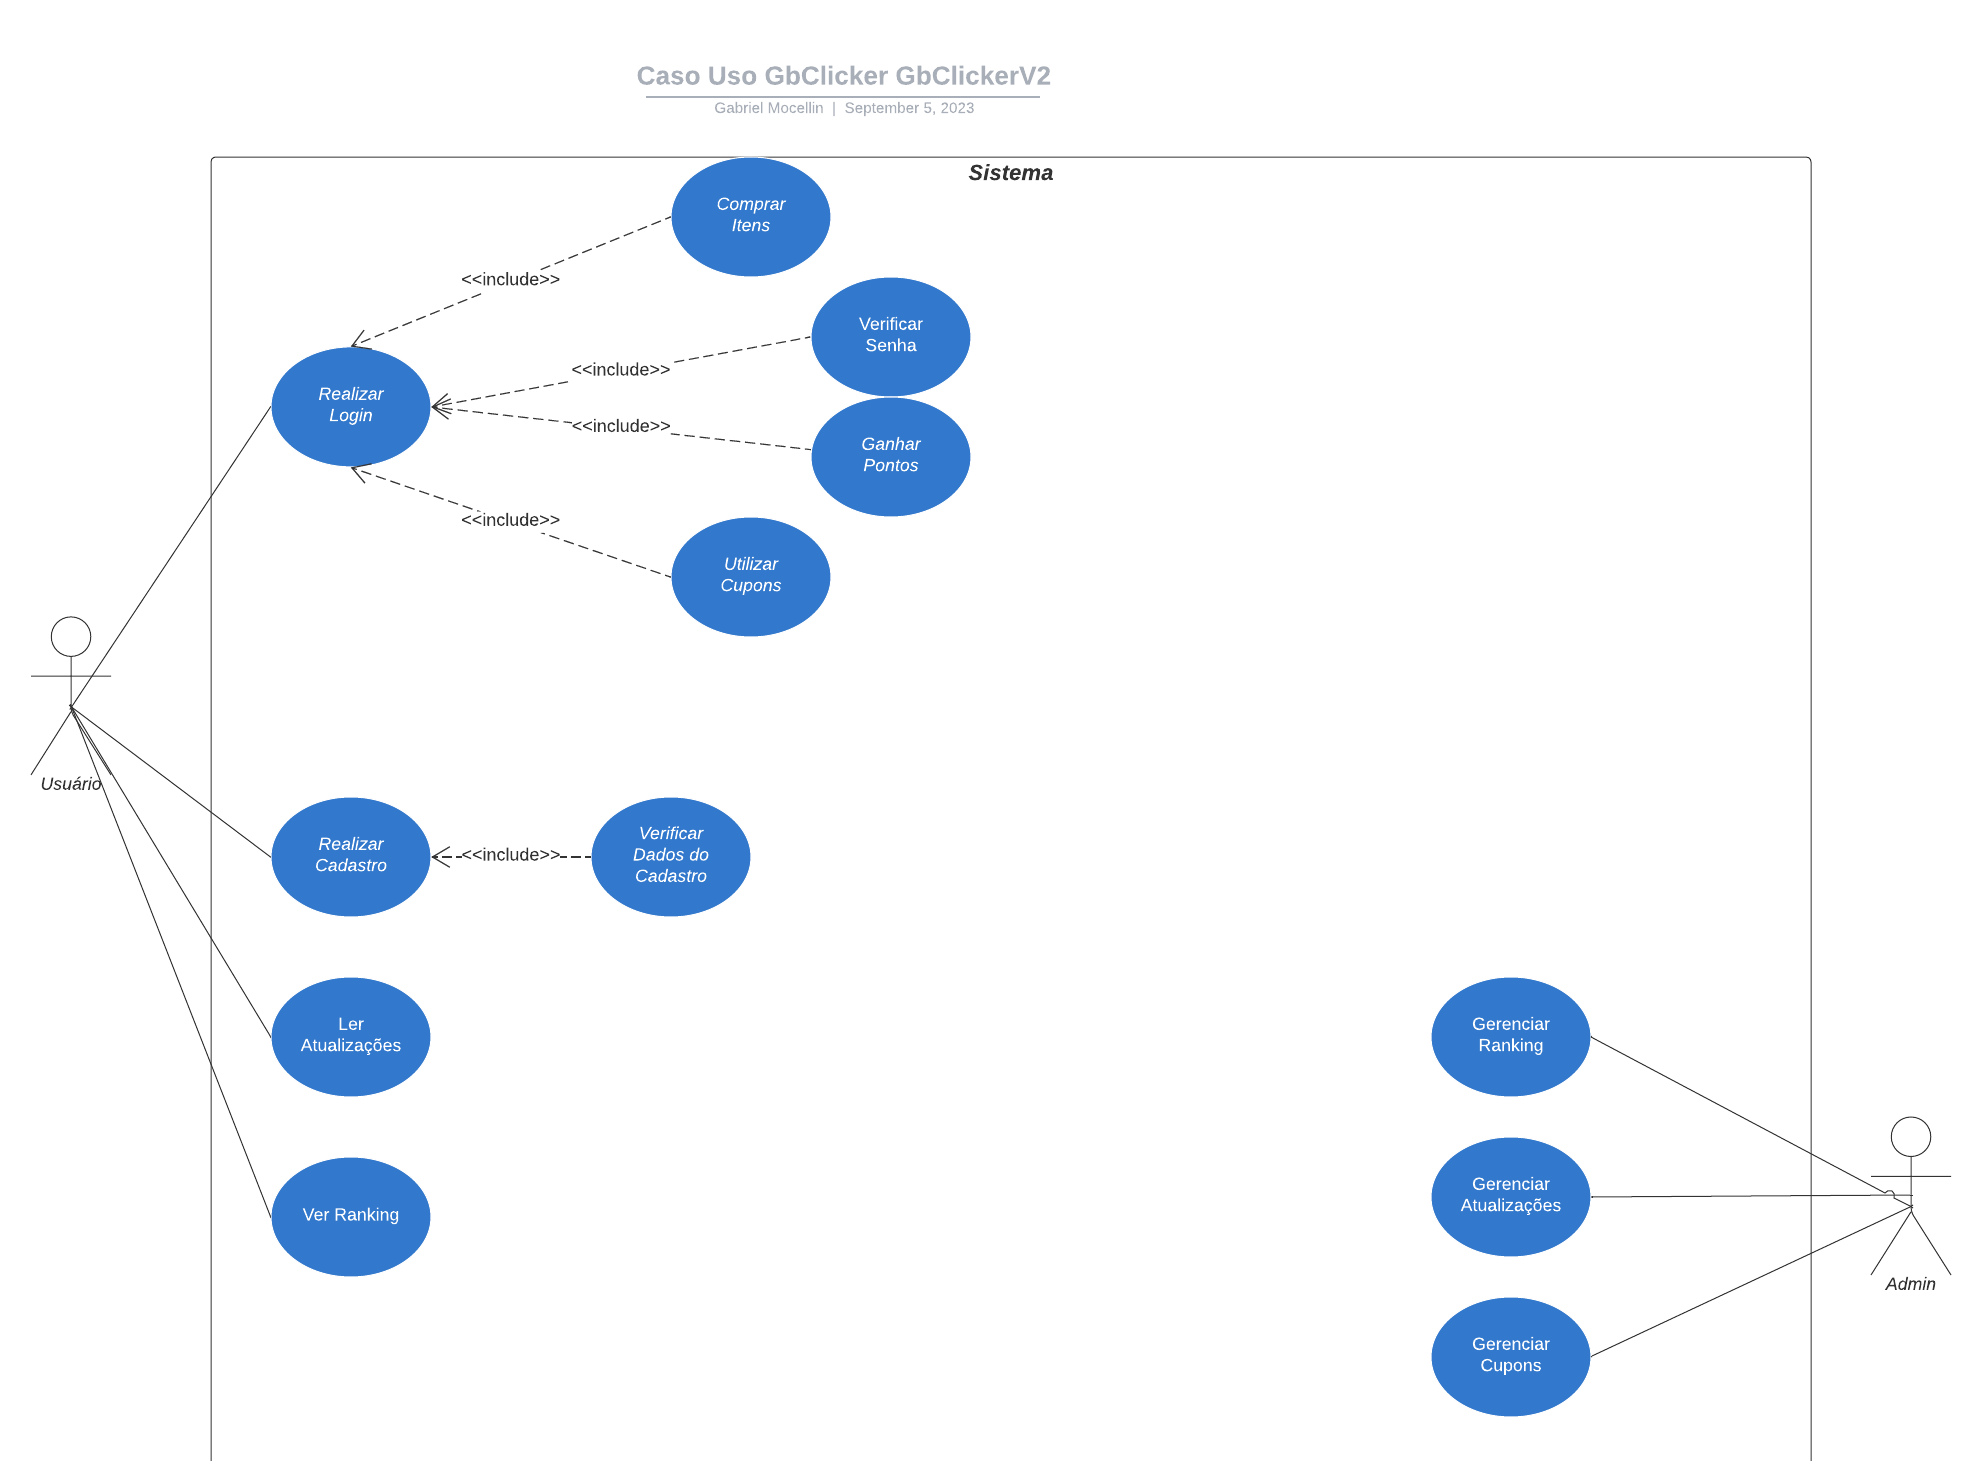 Caso Uso GbClicker GbClickerV2
Gabriel Mocellin | September 5, 2023
Sistema
Comprar
Itens
<<include>>
Verificar
Senha
<<include>>
Realizar
Login
<<include>>
Ganhar
Pontos
<<include>>
Utilizar
Cupons
Usuário
Realizar
Cadastro
<<include>>
Verificar
Dados do
Cadastro
Ler
Atualizações
Gerenciar
Ranking
Ver Ranking
Gerenciar
Atualizações
Admin
Gerenciar
Cupons